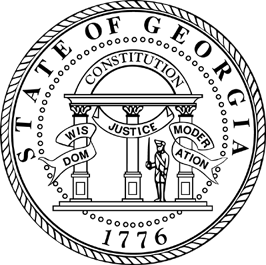 STATE OF GEORGIA
CONSTITUTION
WIS
DOM
JUSTICE
MODER
ATION
1776